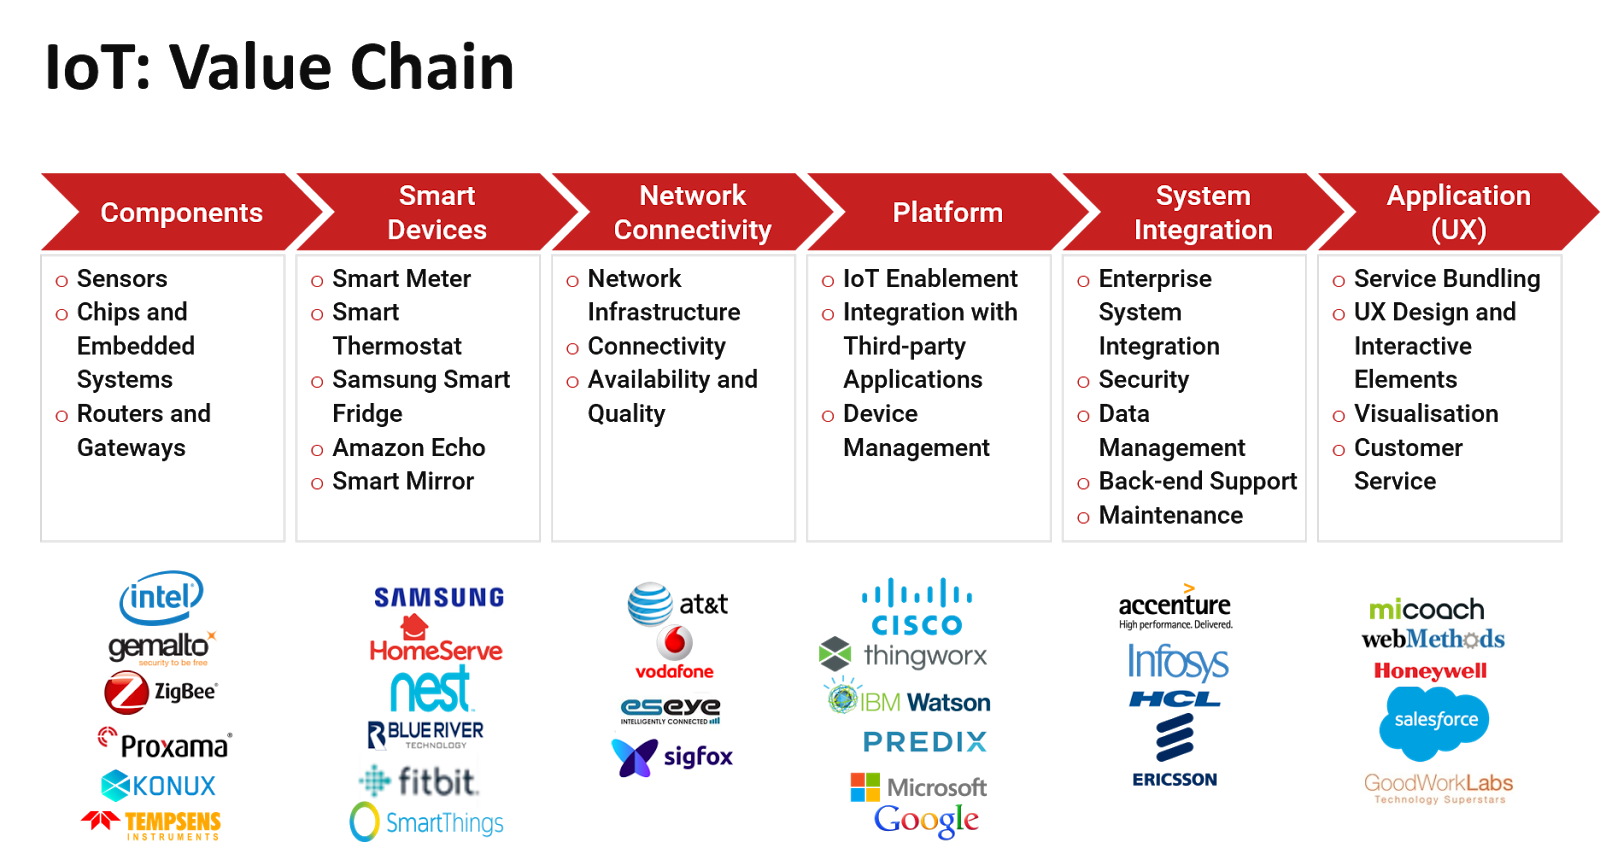 IoT: Value Chain
Components
Smart
Devices
Network
Connectivity
Platform
System
Integration
Application
(UX)
o Sensors
o Chips and
Embedded
Systems
o Routers and
Gateways
o Smart Meter
o Smart
Thermostat
o Samsung Smart
Fridge
o Amazon Echo
o Smart Mirror
o Network
Infrastructure
o Connectivity
o Availability and
Quality
o IoT Enablement
o Integration with
Third-party
Applications
o Device
Management
o Enterprise
System
Integration
o Security
o Data
Management
o Back-end Support
o Maintenance
o Service Bundling
o UX Design and
Interactive
Elements
o Visualisation
o Customer
Service
intel
gemalto
security to be free
ZigBee®
Proxama®
KONUX
TEMPSENS
INSTRUMENTS
SAMSUNG
HomeServe
nest
BLUE RIVER
TECHNOLOGY
fitbit.
SmartThings
at&t
vodafone
eseye
INTELLIGENTLY CONNECTED
sigfox
CISCO
thingworx
IBM Watson
PREDIX
Microsoft
Google
accenture
High performance. Delivered.
Infosys
HCL
ERICSSON
micoach
webMethods
Honeywell
salesforce
GoodWorkLabs
Technology Superstars